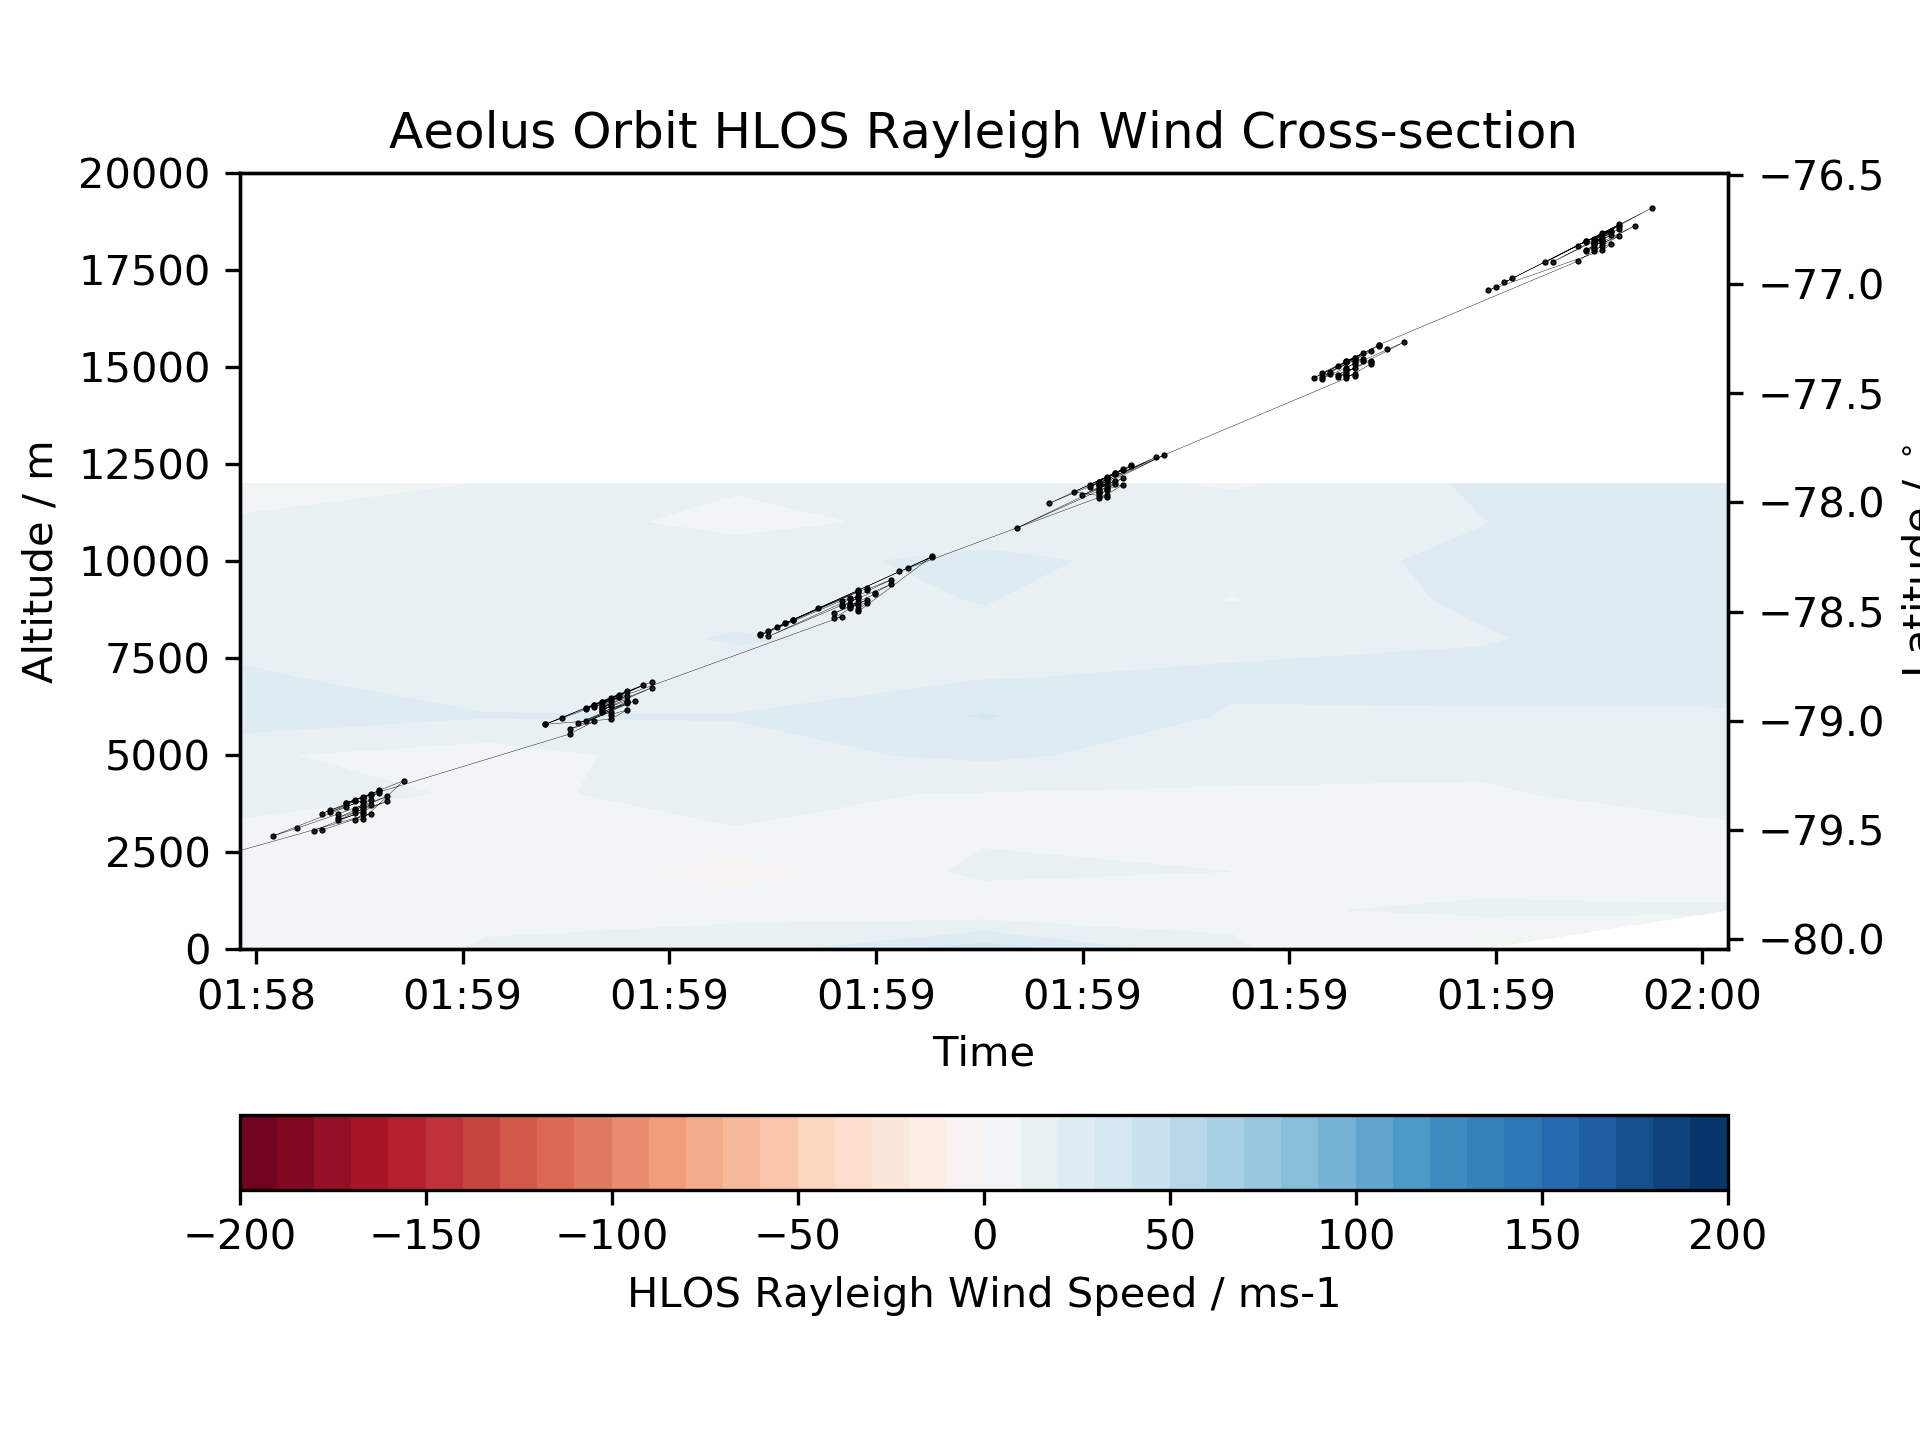 Aeolus Orbit HLOS Rayleigh Wind Cross-section
20000
17500
15000
12500
10000
7500
5000
2500
0
Altitude / m
−76.5
−77.0
−77.5
−78.0
−78.5
−79.0
−79.5
−80.0
Latitude / °
01:58 01:59 01:59 01:59 01:59 01:59 01:59 02:00
Time
−200 −150 −100 −50 0 50 100 150 200
HLOS Rayleigh Wind Speed / ms-1